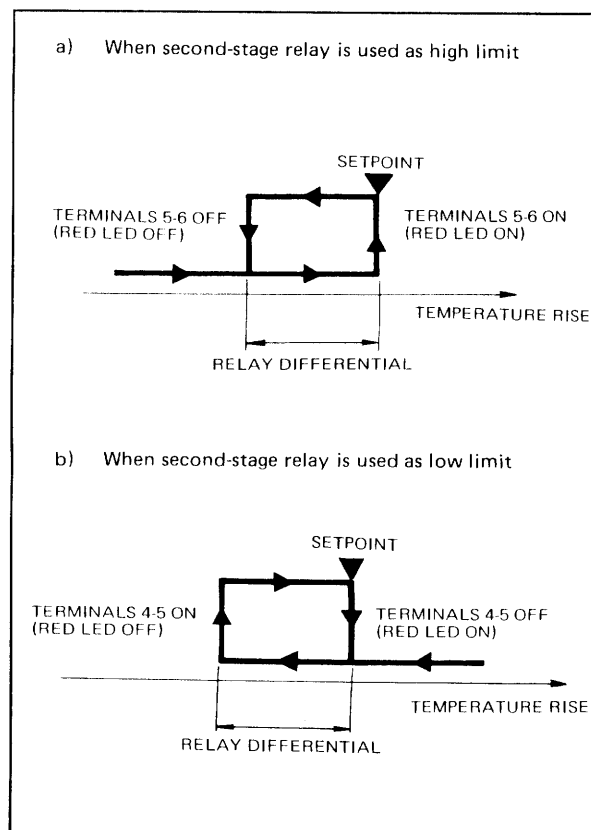 a) When second-stage relay is used as high limit
SETPOINT
TERMINALS 5-6 OFF
(RED LED OFF)
TERMINALS 5-6 ON
(RED LED ON)
TEMPERATURE RISE
RELAY DIFFERENTIAL
b) When second-stage relay is used as low limit
SETPOINT
TERMINALS 4-5 ON
(RED LED OFF)
TERMINALS 4-5 OFF
(RED LED ON)
TEMPERATURE RISE
RELAY DIFFERENTIAL